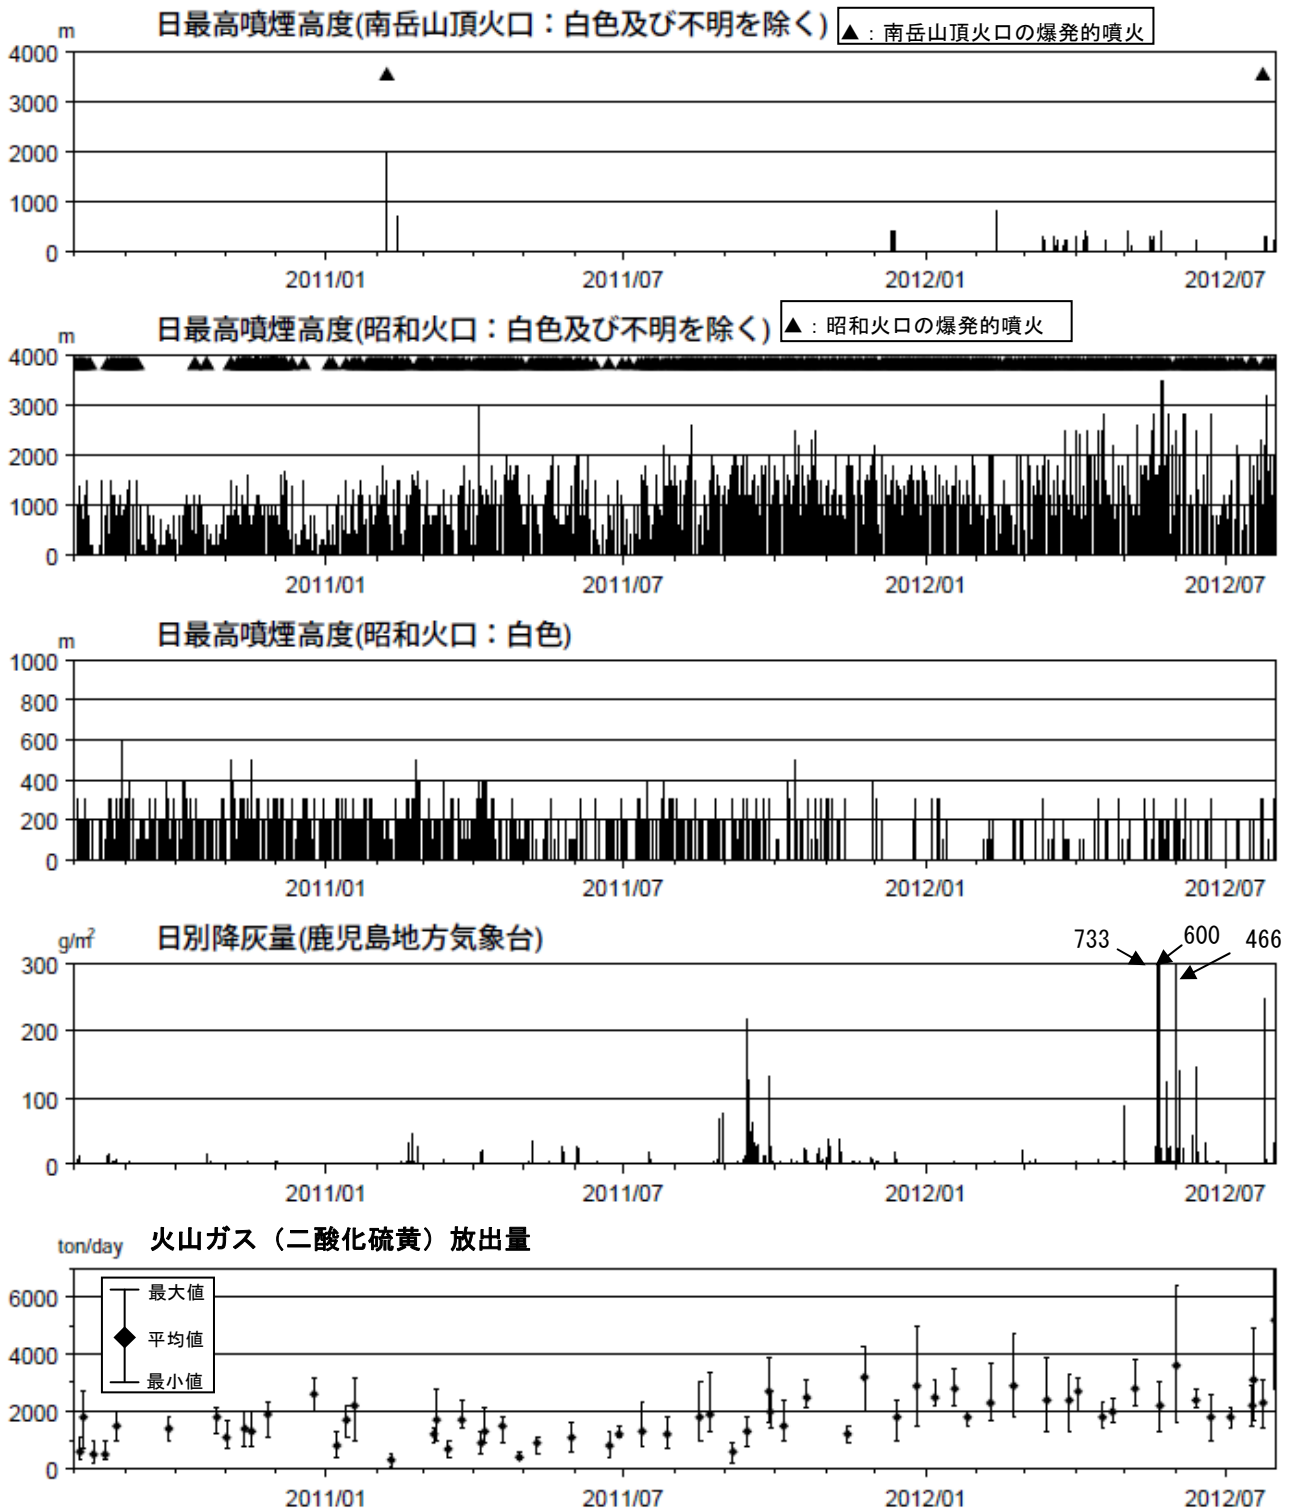 日最高噴煙高度(南岳山頂火口：白色及び不明を除く)
▲：南岳山頂火口の爆発的噴火
m
4000
3000
2000
1000
0
2011/01 2011/07 2012/01 2012/07
日最高噴煙高度(昭和火口：白色及び不明を除く)
▲：昭和火口の爆発的噴火
m
4000
3000
2000
1000
0
2011/01 2011/07 2012/01 2012/07
日最高噴煙高度(昭和火口：白色)
m
1000
800
600
400
200
0
2011/01 2011/07 2012/01 2012/07
日別降灰量(鹿児島地方気象台)
g/m²
733 600 466
300
200
100
0
2011/01 2011/07 2012/01 2012/07
火山ガス（二酸化硫黄）放出量
ton/day
最大値
平均値
最小値
6000
4000
2000
0
2011/01 2011/07 2012/01 2012/07